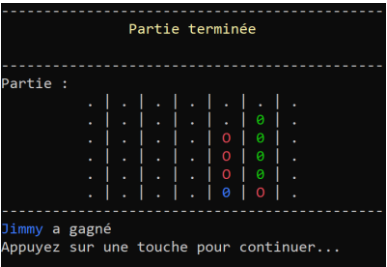 Partie terminée
Partie :
. | . | . | . | . | . | .
. | . | . | . | . | 0 | .
. | . | . | . | O | 0 | .
. | . | . | . | O | 0 | .
. | . | . | . | O | 0 | .
. | . | . | . | 0 | O | .
Jimmy a gagné
Appuyez sur une touche pour continuer...